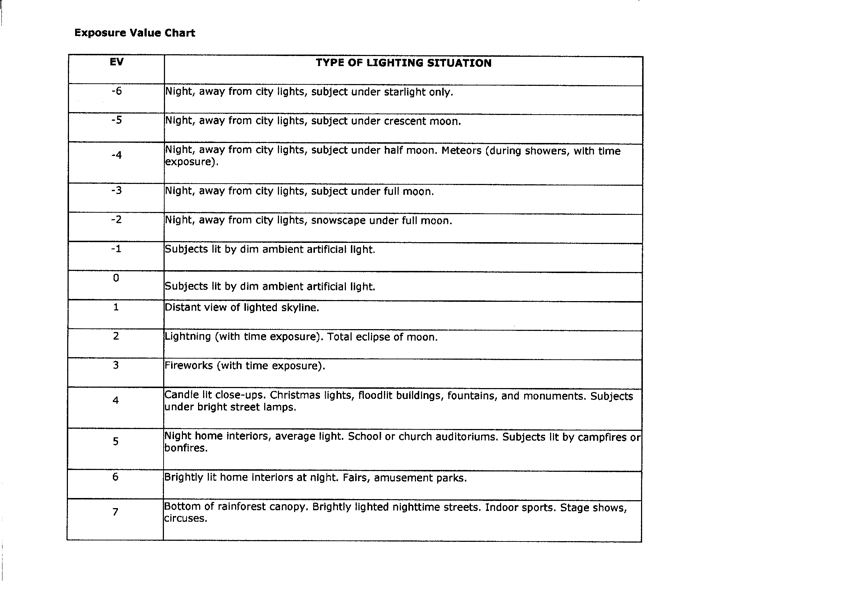 Exposure Value Chart
EV TYPE OF LIGHTING SITUATION
-6 Night, away from city lights, subject under starlight only.
-5 Night, away from city lights, subject under crescent moon.
-4 Night, away from city lights, subject under half moon. Meteors (during showers, with time
exposure).
-3 Night, away from city lights, subject under full moon.
-2 Night, away from city lights, snowscape under full moon.
-1 Subjects lit by dim ambient artificial light.
0 Subjects lit by dim ambient artificial light.
1 Distant view of lighted skyline.
2 Lightning (with time exposure). Total eclipse of moon.
3 Fireworks (with time exposure).
4 Candle lit close-ups. Christmas lights, floodlit buildings, fountains, and monuments. Subjects
under bright street lamps.
5 Night home interiors, average light. School or church auditoriums. Subjects lit by campfires or
bonfires.
6 Brightly lit home interiors at night. Fairs, amusement parks.
7 Bottom of rainforest canopy. Brightly lighted nighttime streets. Indoor sports. Stage shows,
circuses.